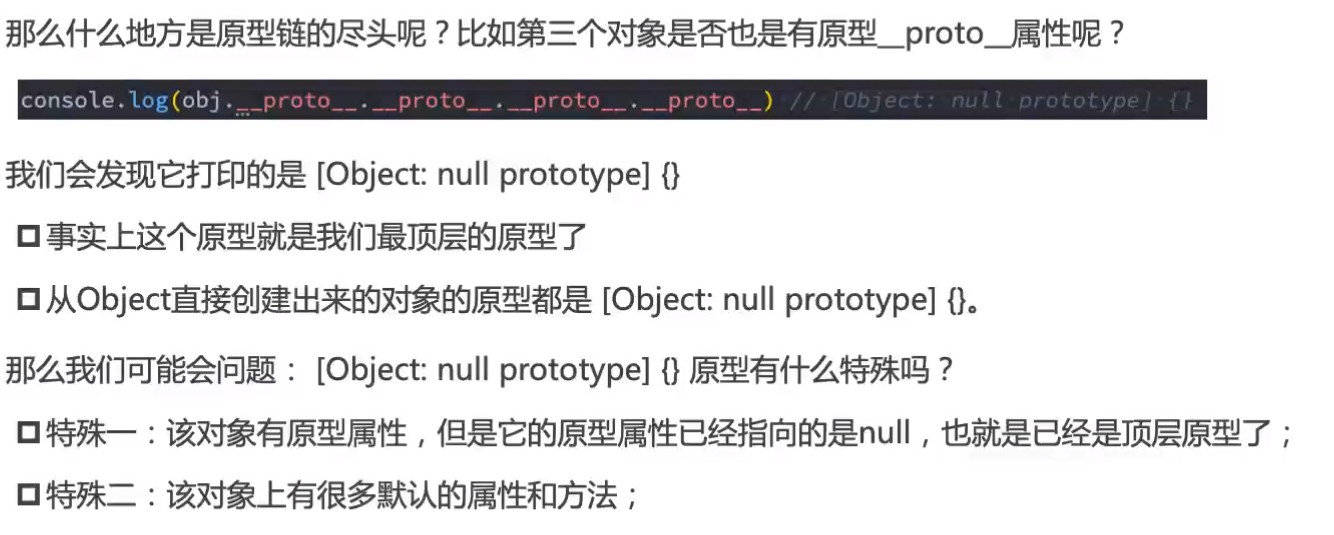 那么什么地方是原型链的尽头呢？比如第三个对象是否也是有原型__proto__属性呢？
console.log(obj.__proto__.__proto__.__proto__.__proto__) // [Object: null prototype] {}
我们会发现它打印的是 [Object: null prototype] {}
事实上这个原型就是我们最顶层的原型了
从Object直接创建出来的对象的原型都是 [Object: null prototype] {}。
那么我们可能会问题： [Object: null prototype] {} 原型有什么特殊吗？
特殊一：该对象有原型属性，但是它的原型属性已经指向的是null，也就是已经是顶层原型了；
特殊二：该对象上有很多默认的属性和方法；